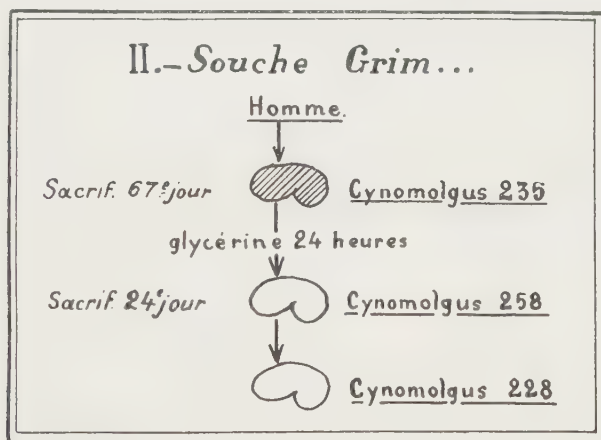 II.–Souche Grim...
Homme.
Sacrif. 67ᵉ jour Cynomolgus 235
glycérine 24 heures
Sacrif. 24ᵉ jour Cynomolgus 258
Cynomolgus 228